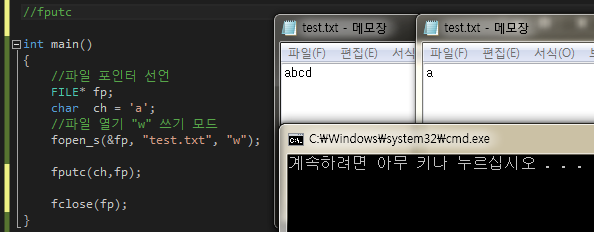 //fputc
int main()
{
//파일 포인터 선언
FILE* fp;
char  ch = 'a';
//파일 열기 "w" 쓰기 모드
fopen_s(&fp, "test.txt", "w");
fputc(ch,fp);
fclose(fp);
}
test.txt - 메모장
파일(F)  편집(E)  서식
abcd
test.txt - 메모장
파일(F)  편집(E)  서식(O)
a
C:\Windows\system32\cmd.exe
계속하려면 아무 키나 누르십시오 . . .